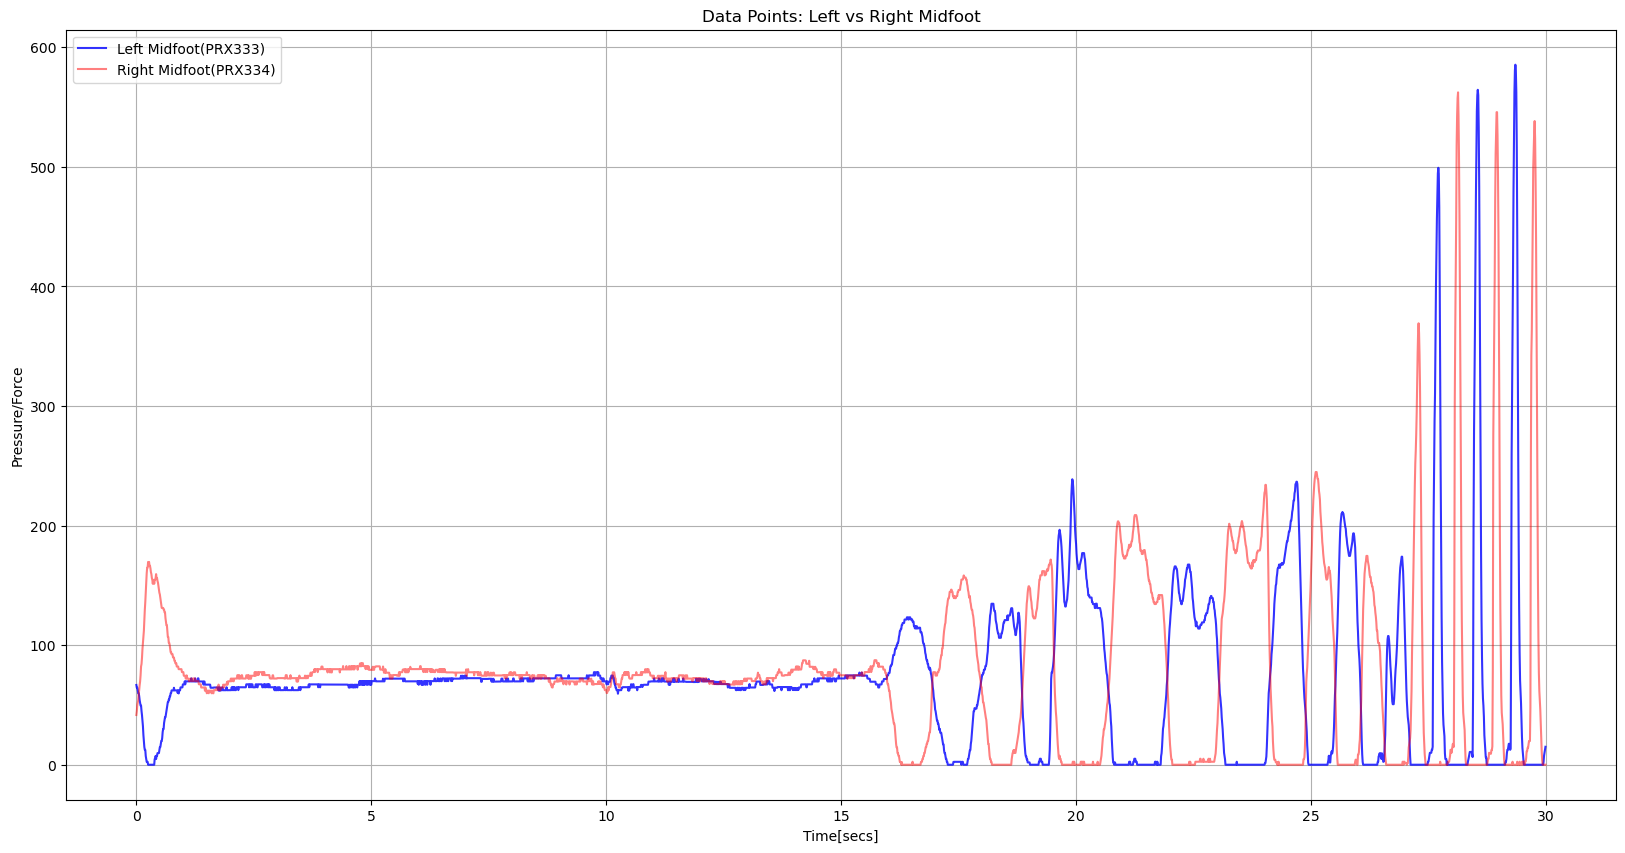 Data Points: Left vs Right Midfoot
Left Midfoot(PRX333)
Right Midfoot(PRX334)
600
500
400
300
200
100
0
Pressure/Force
0 5 10 15 20 25 30
Time[secs]